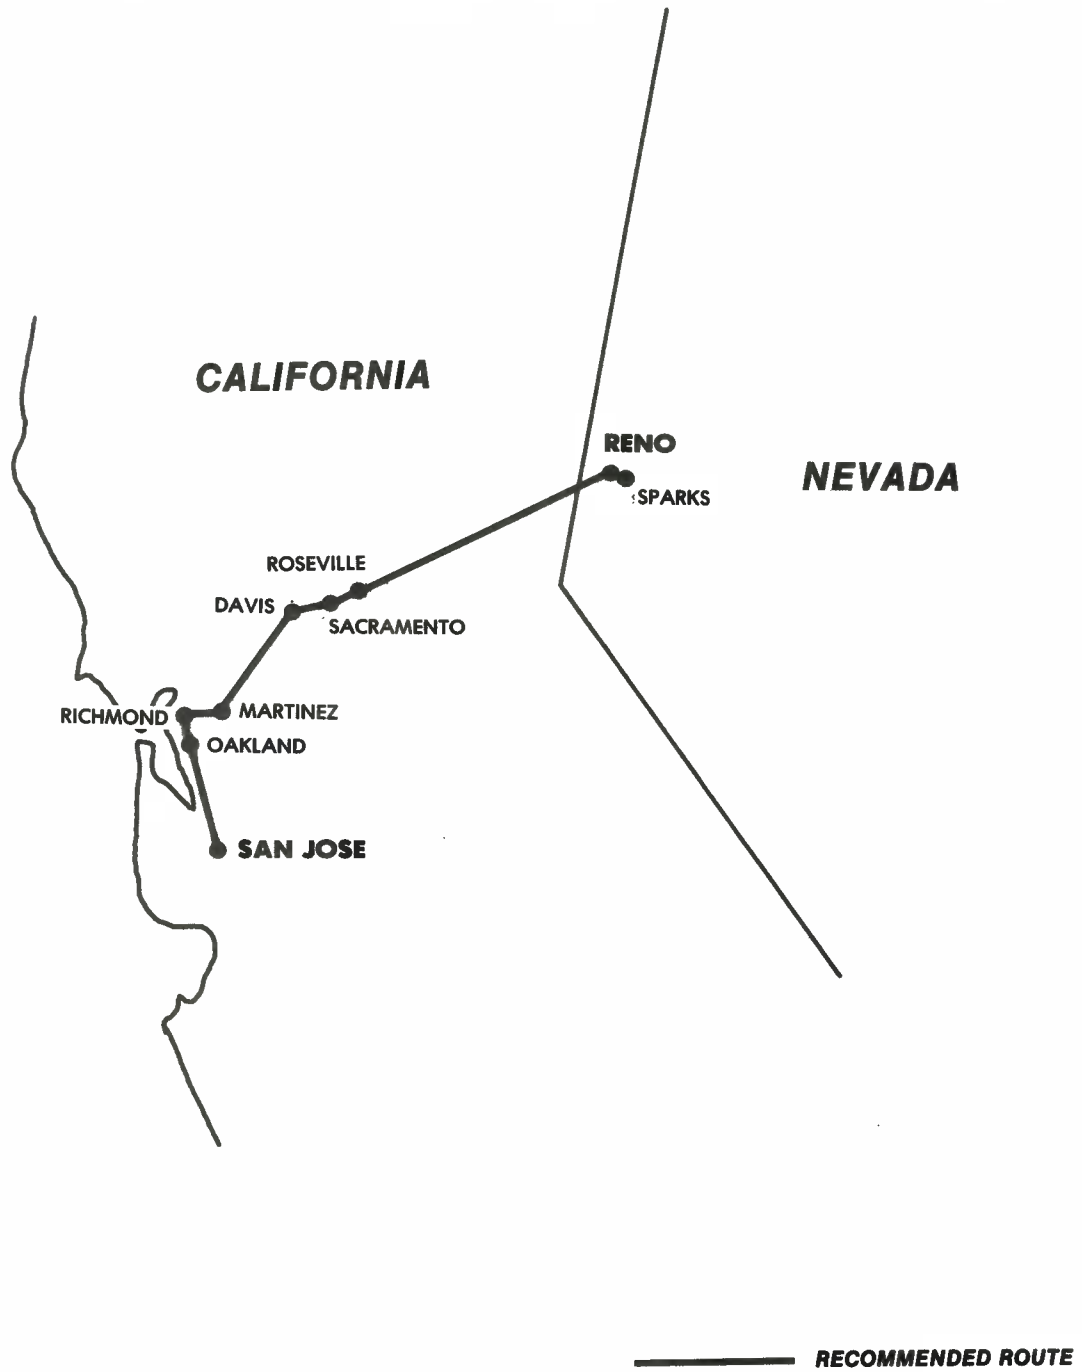 CALIFORNIA
RENO
NEVADA
SPARKS
ROSEVILLE
DAVIS
SACRAMENTO
RICHMOND
MARTINEZ
OAKLAND
SAN JOSE
RECOMMENDED ROUTE